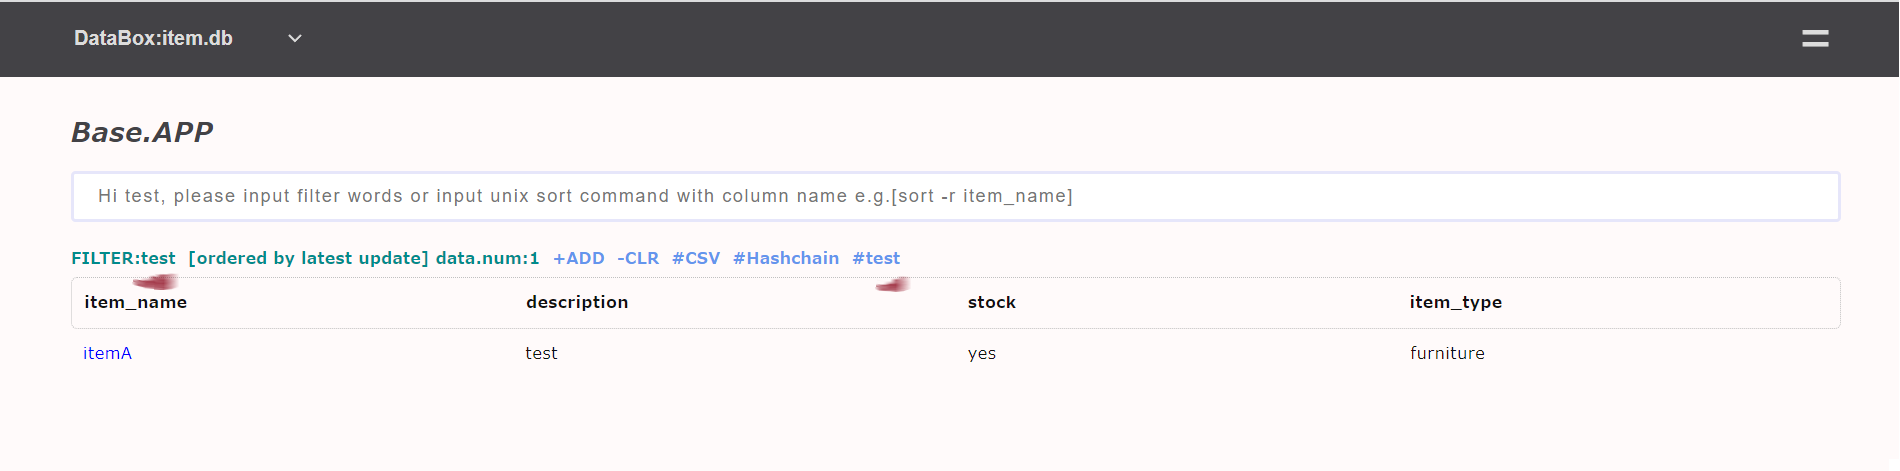 DataBox:item.db
Base.APP
Hi test, please input filter words or input unix sort command with column name e.g.[sort -r item_name]
FILTER:test [ordered by latest update] data.num:1 +ADD -CLR #CSV #Hashchain #test
item_name description stock item_type
itemA test yes furniture